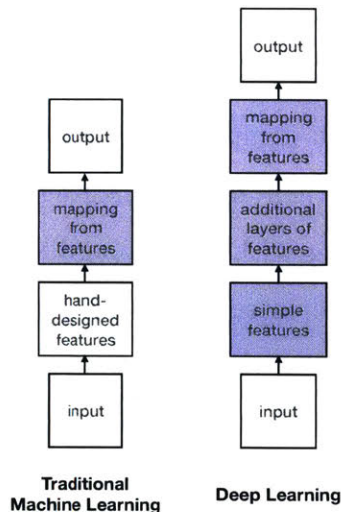 output
mapping
from
features
hand-
designed
features
input
Traditional
Machine Learning
output
mapping
from
features
additional
layers of
features
simple
features
input
Deep Learning